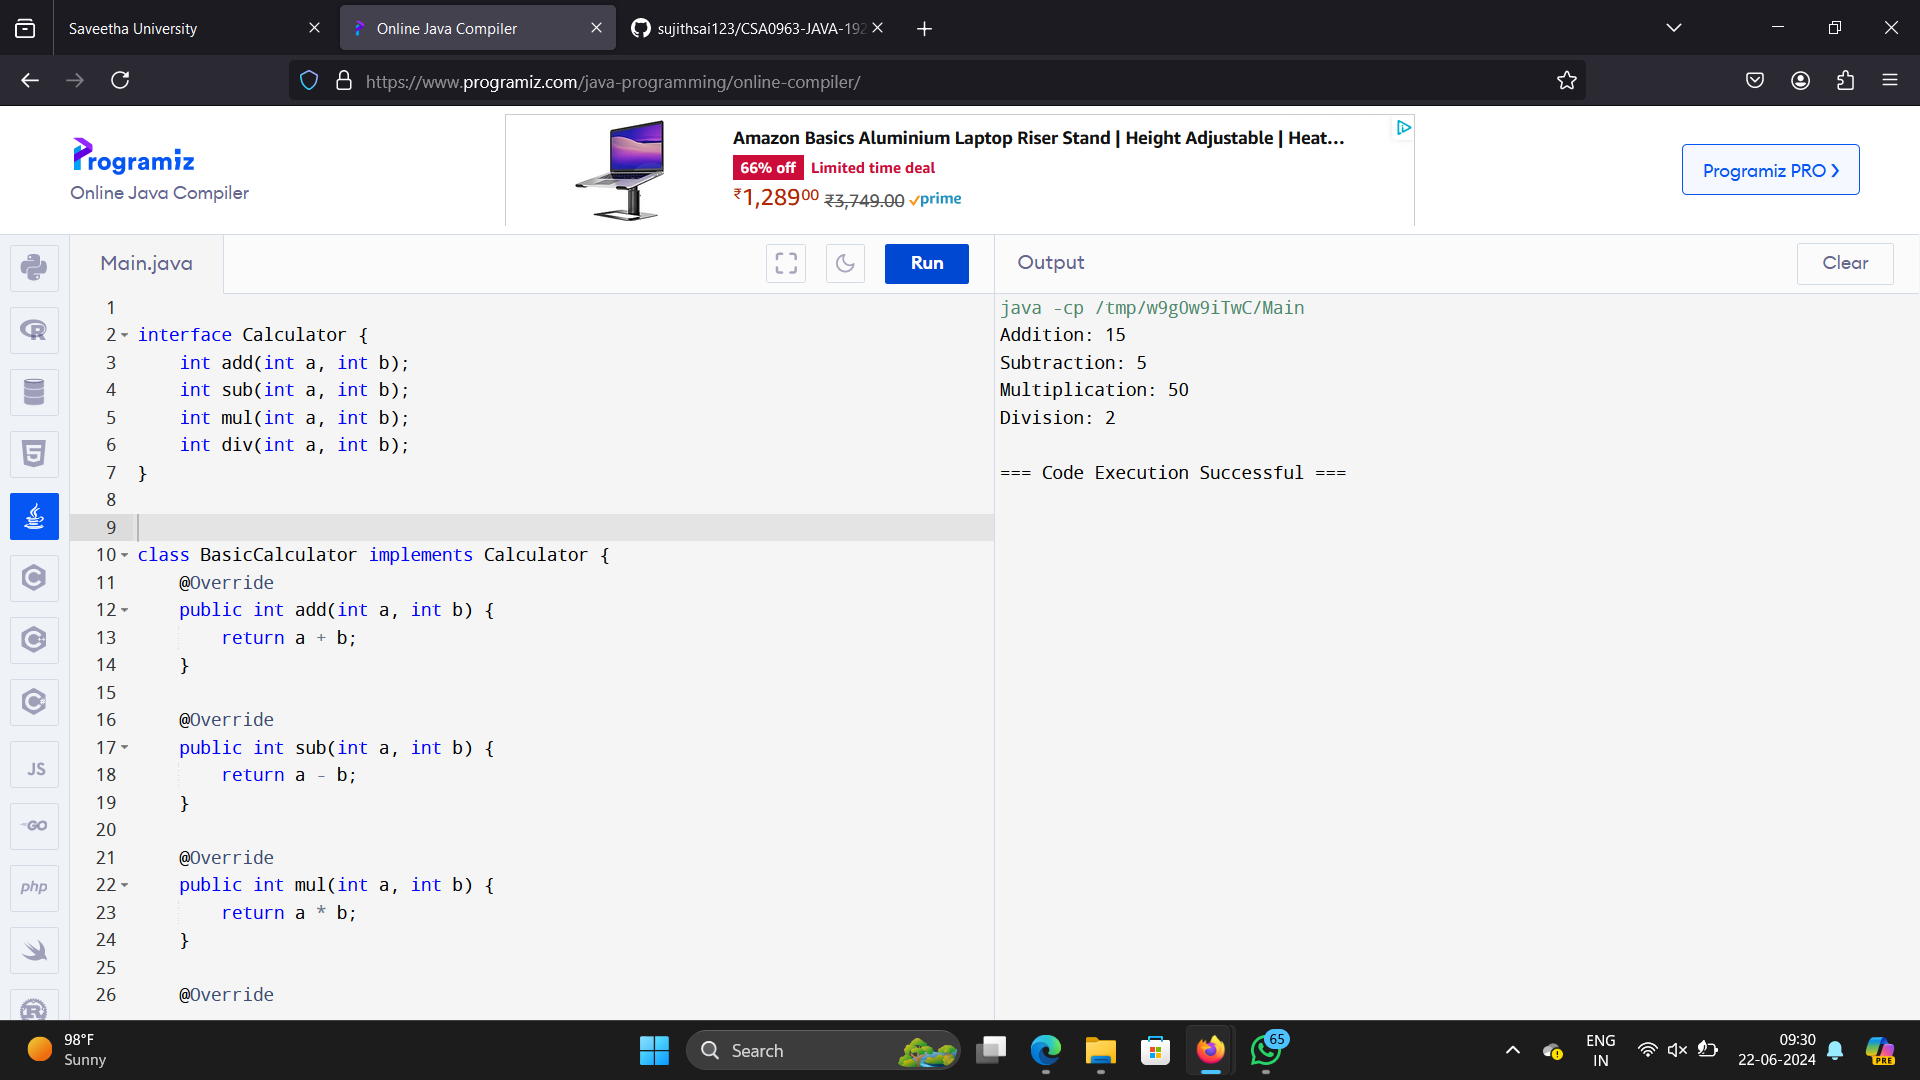 Saveetha University
Online Java Compiler
sujithsai123/CSA0963-JAVA-192
https://www.programiz.com/java-programming/online-compiler/
Programiz
Online Java Compiler
Amazon Basics Aluminium Laptop Riser Stand | Height Adjustable | Heat...
66% off Limited time deal
₹1,28900 ₹3,749.00 prime
Programiz PRO ❯
Main.java
Run
Output
Clear
1
2 interface Calculator {
3     int add(int a, int b);
4     int sub(int a, int b);
5     int mul(int a, int b);
6     int div(int a, int b);
7 }
8
9
10 class BasicCalculator implements Calculator {
11     @Override
12     public int add(int a, int b) {
13         return a + b;
14     }
15
16     @Override
17     public int sub(int a, int b) {
18         return a - b;
19     }
20
21     @Override
22     public int mul(int a, int b) {
23         return a * b;
24     }
25
26     @Override
java -cp /tmp/w9gOw9iTwC/Main
Addition: 15
Subtraction: 5
Multiplication: 50
Division: 2
=== Code Execution Successful ===
JS
GO
php
98°F
Sunny
Search
65
ENG
IN
09:30
22-06-2024
PRE